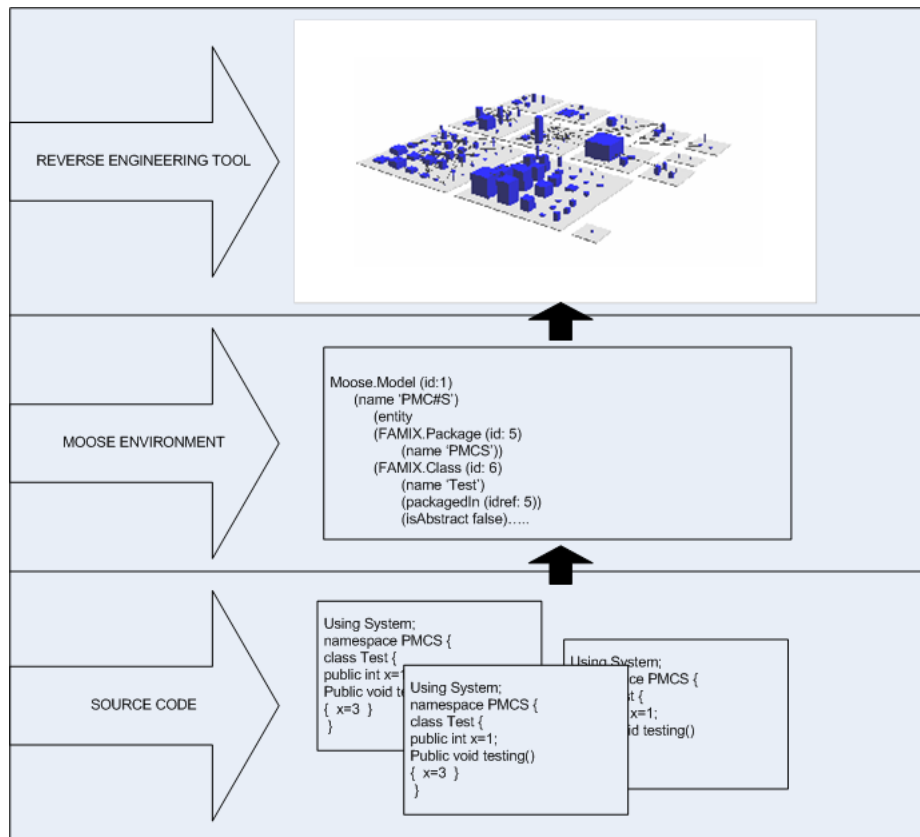 REVERSE ENGINEERING TOOL
MOOSE ENVIRONMENT
Moose.Model (id:1)
(name ‘PMC#S’)
(entity
(FAMIX.Package (id: 5)
(name ‘PMCS’))
(FAMIX.Class (id: 6)
(name ‘Test’)
(packagedIn (idref: 5))
(isAbstract false)…..
SOURCE CODE
Using System;
namespace PMCS {
class Test {
public int x=1
Public void te
{ x=3 }
}
Using System;
namespace PMCS {
class Test {
public int x=1;
Public void testing()
{ x=3 }
}
Using System;
ce PMCS {
t {
x=1;
id testing()